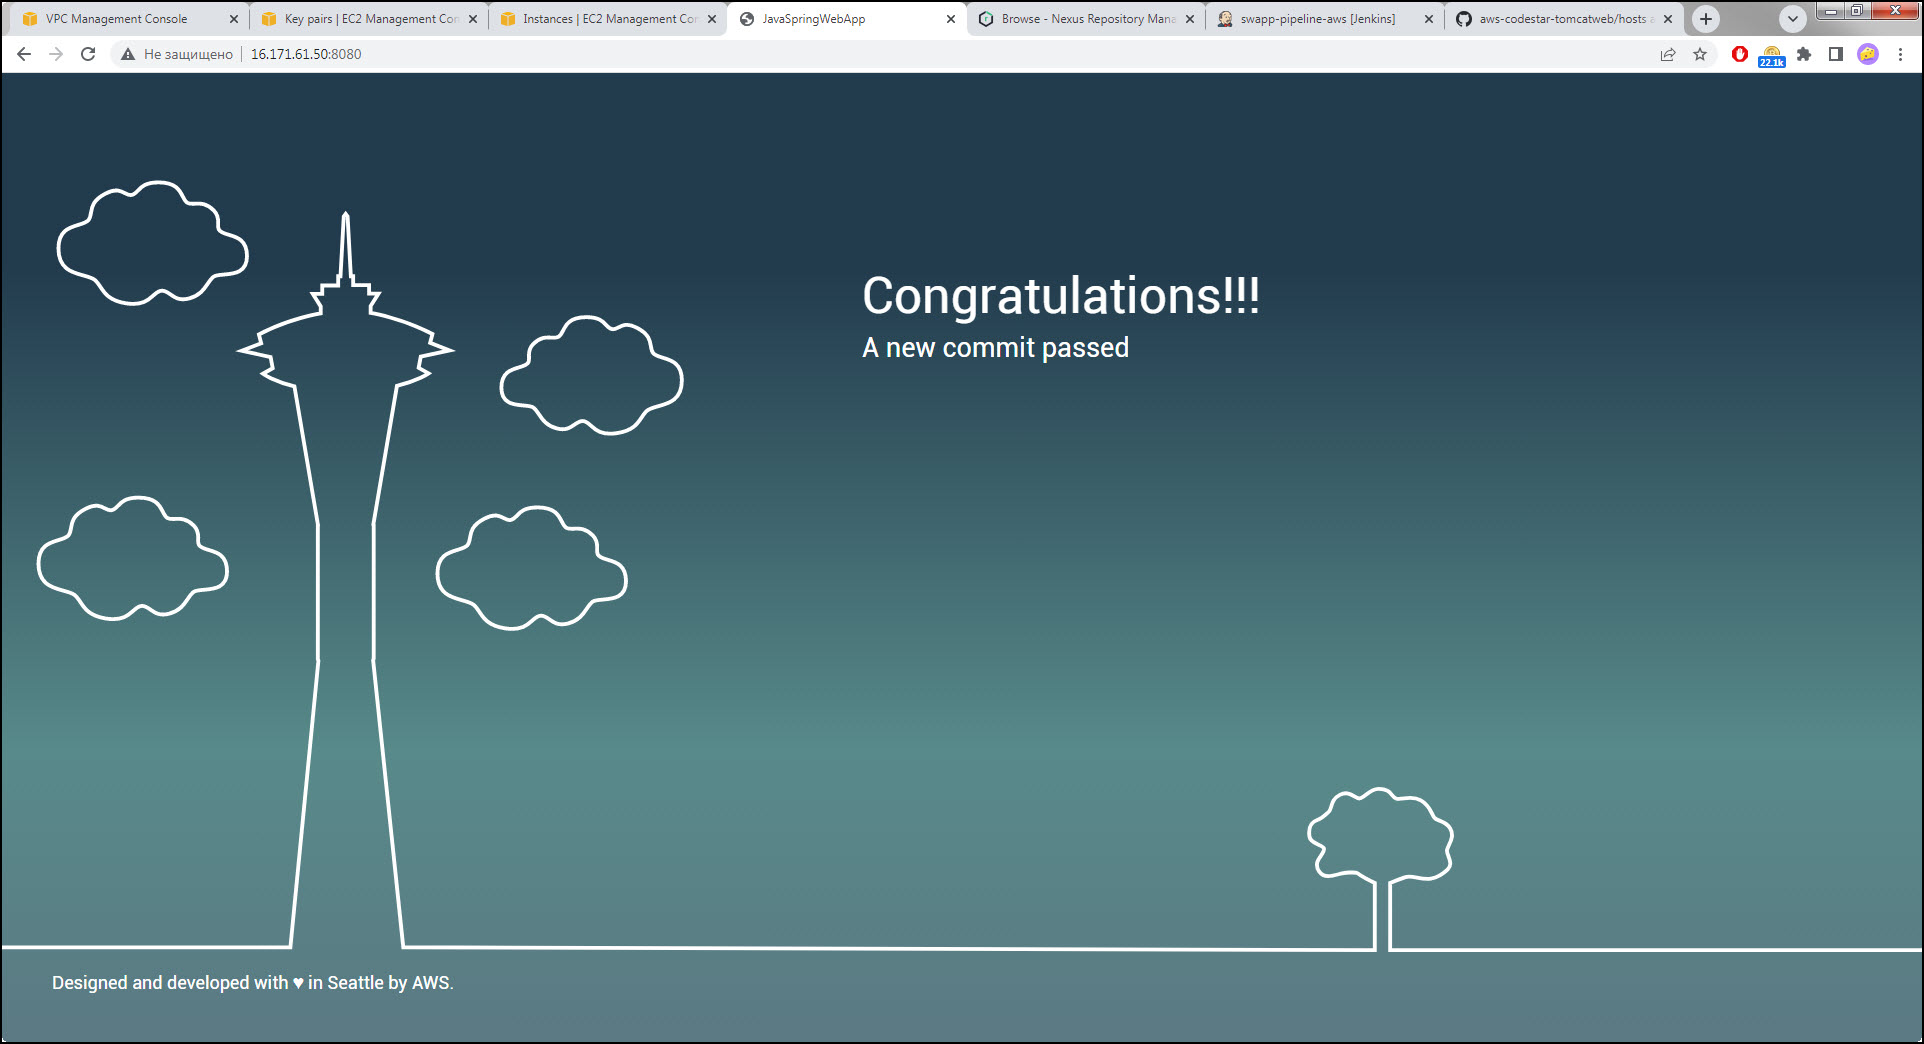 VPC Management Console
Key pairs | EC2 Management Con
Instances | EC2 Management Con
JavaSpringWebApp
Browse - Nexus Repository Mana
swapp-pipeline-aws [Jenkins]
aws-codestar-tomcatweb/hosts a
Не защищено
16.171.61.50:8080
22.1k
Congratulations!!!
A new commit passed
Designed and developed with ♥ in Seattle by AWS.